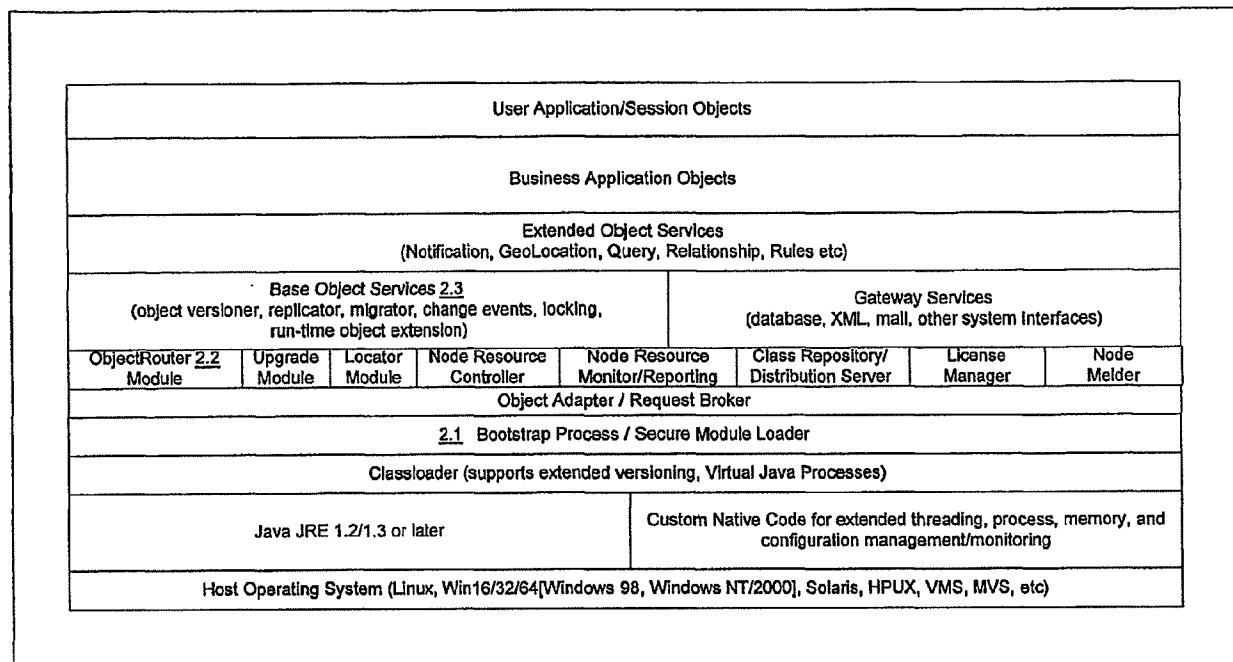 User Application/Session Objects
Business Application Objects
Extended Object Services
(Notification, GeoLocation, Query, Relationship, Rules etc)
Base Object Services 2.3
(object versioner, replicator, migrator, change events, locking,
run-time object extension)
Gateway Services
(database, XML, mail, other system interfaces)
ObjectRouter 2.2
Module
Upgrade
Module
Locator
Module
Node Resource
Controller
Node Resource
Monitor/Reporting
Class Repository/
Distribution Server
License
Manager
Node
Melder
Object Adapter / Request Broker
2.1 Bootstrap Process / Secure Module Loader
Classloader (supports extended versioning, Virtual Java Processes)
Java JRE 1.2/1.3 or later
Custom Native Code for extended threading, process, memory, and
configuration management/monitoring
Host Operating System (Linux, Win16/32/64[Windows 98, Windows NT/2000], Solaris, HPUX, VMS, MVS, etc)